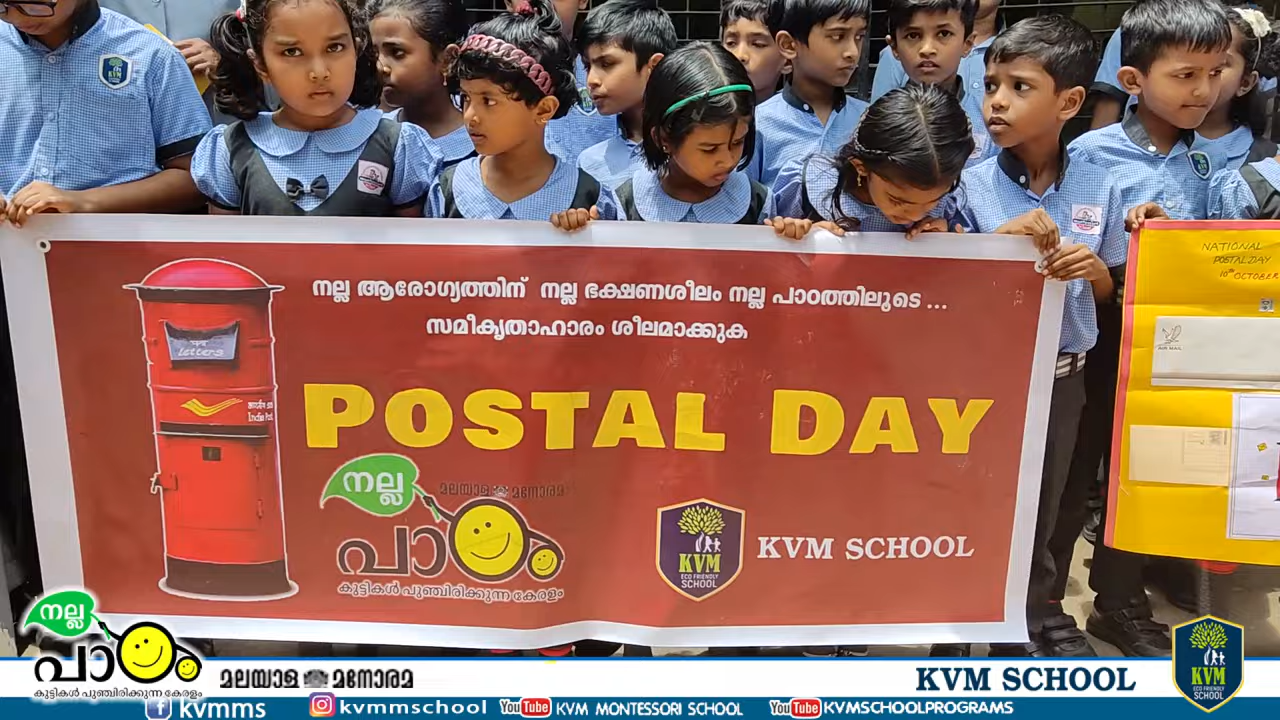 NATIONAL
POSTAL DAY
10th OCTOBER
AIR MAIL
നല്ല ആരോഗ്യത്തിന് നല്ല ഭക്ഷണശീലം നല്ല പാഠത്തിലൂടെ ...
സമീകൃതാഹാരം ശീലമാക്കുക
Letters
India Post
POSTAL DAY
നല്ല
മലയാള മനോരമ
പാഠം
കുട്ടികൾ പുഞ്ചിരിക്കുന്ന കേരളം
KVM
ECO FRIENDLY
SCHOOL
KVM SCHOOL
നല്ല
പാഠം
കുട്ടികൾ പുഞ്ചിരിക്കുന്ന കേരളം
മലയാള മനോരമ
KVM SCHOOL
KVM
ECO FRIENDLY
SCHOOL
kvmms
kvmmschool
YouTube KVM MONTESSORI SCHOOL
YouTube KVMSCHOOLPROGRAMS